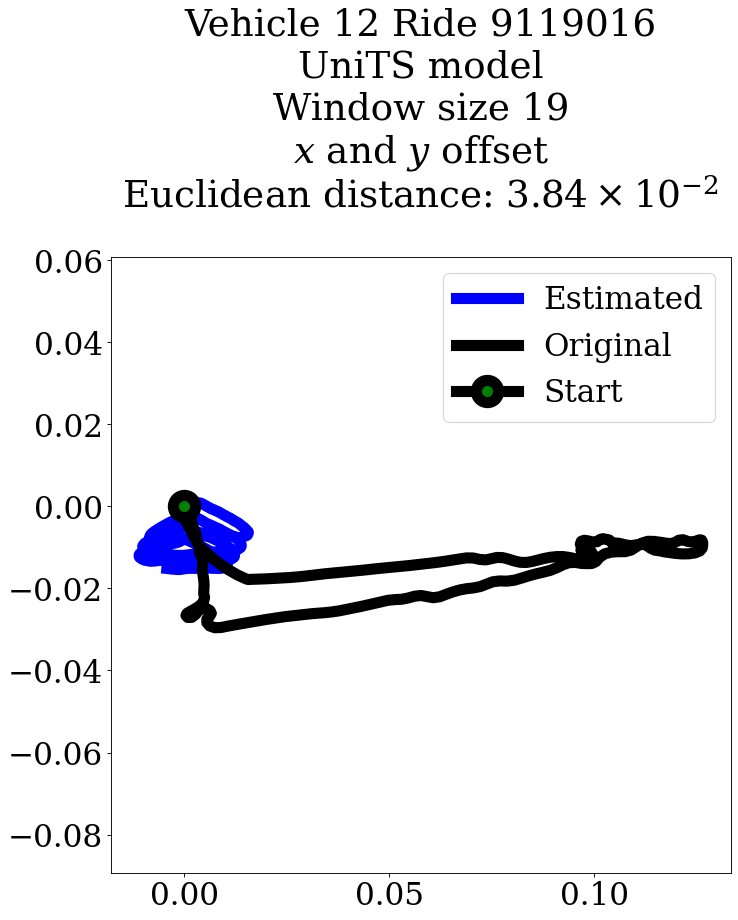 Vehicle 12 Ride 9119016
UniTS model
Window size 19
x and y offset
Euclidean distance: 3.84 × 10⁻²
Estimated
Original
Start
0.06
0.04
0.02
0.00
−0.02
−0.04
−0.06
−0.08
0.00 0.05 0.10